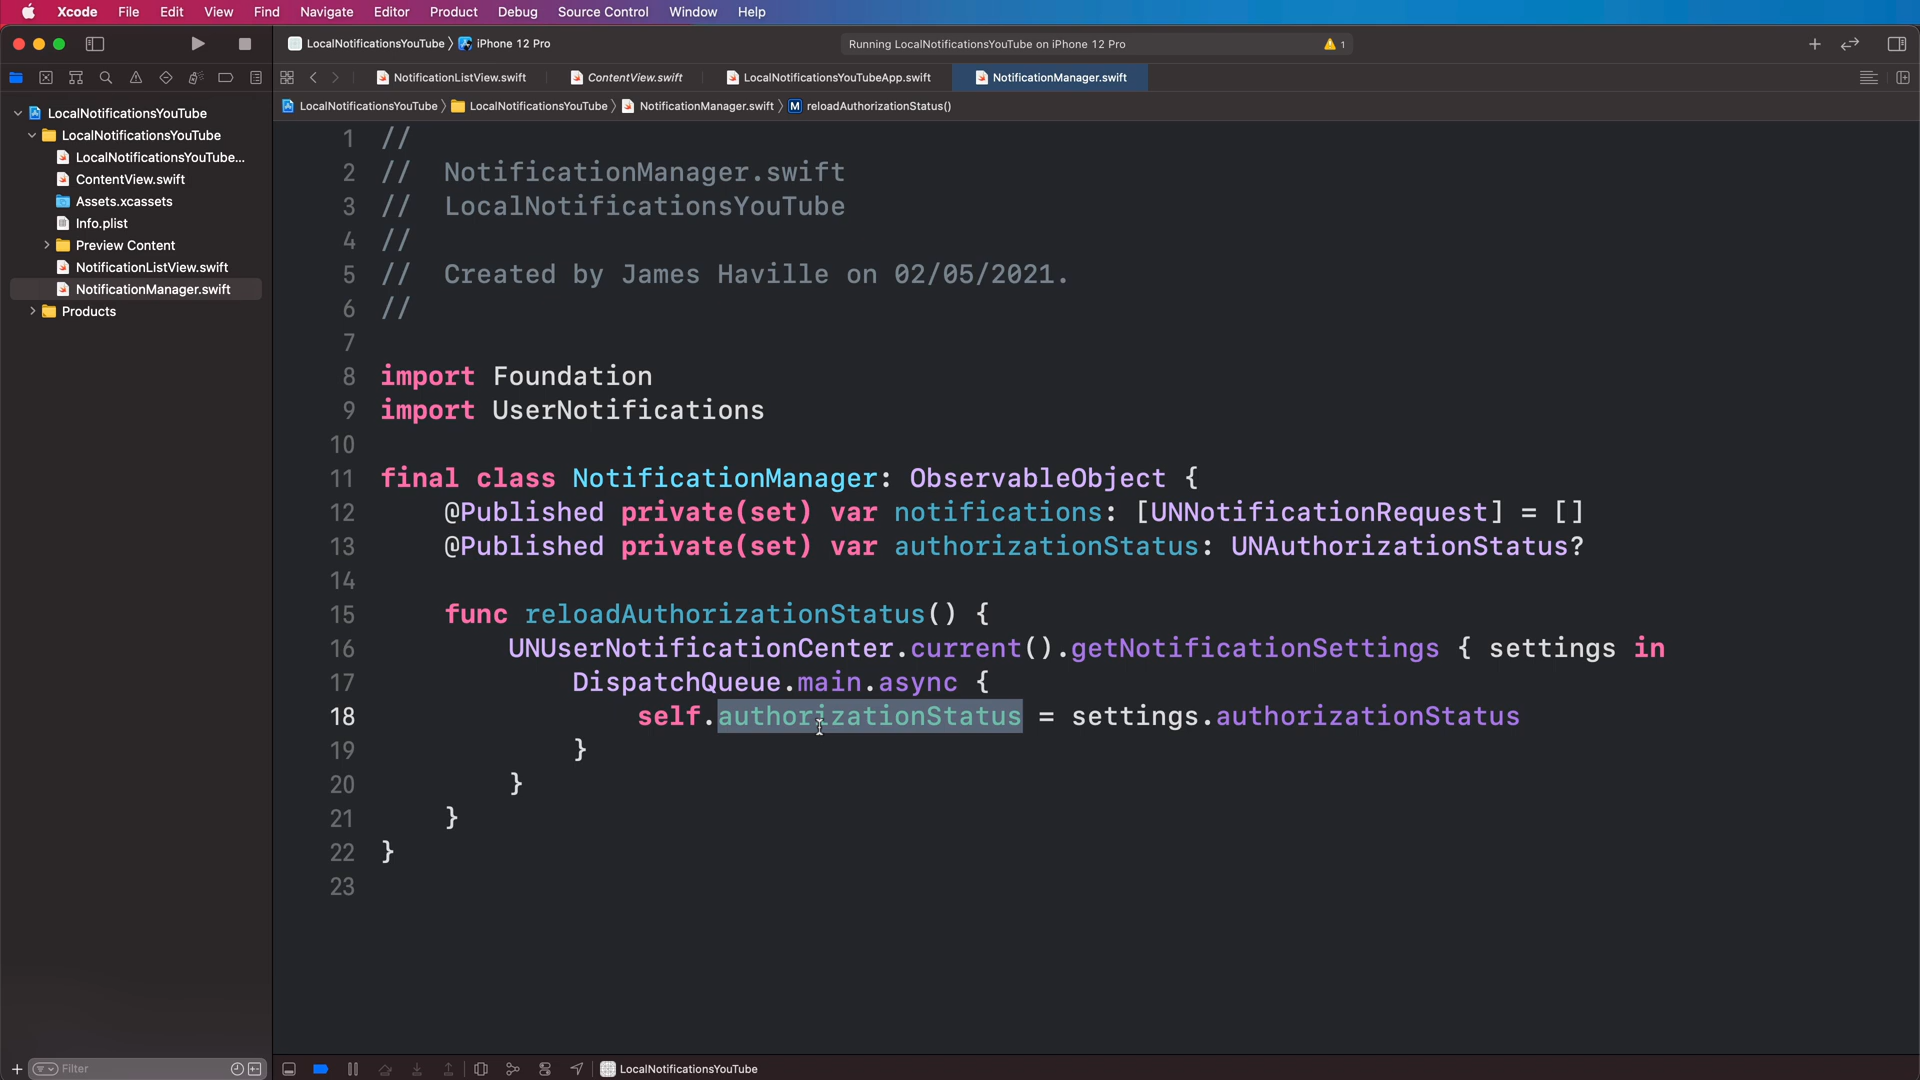 Xcode File Edit View Find Navigate Editor Product Debug Source Control Window Help
LocalNotificationsYouTube iPhone 12 Pro
Running LocalNotificationsYouTube on iPhone 12 Pro
1
NotificationListView.swift ContentView.swift LocalNotificationsYouTubeApp.swift NotificationManager.swift
LocalNotificationsYouTube LocalNotificationsYouTube NotificationManager.swift M reloadAuthorizationStatus()
LocalNotificationsYouTube
LocalNotificationsYouTube
LocalNotificationsYouTube...
ContentView.swift
Assets.xcassets
Info.plist
Preview Content
NotificationListView.swift
NotificationManager.swift
Products
1 //
2 //  NotificationManager.swift
3 //  LocalNotificationsYouTube
4 //
5 //  Created by James Haville on 02/05/2021.
6 //
7
8 import Foundation
9 import UserNotifications
10
11 final class NotificationManager: ObservableObject {
12     @Published private(set) var notifications: [UNNotificationRequest] = []
13     @Published private(set) var authorizationStatus: UNAuthorizationStatus?
14
15     func reloadAuthorizationStatus() {
16         UNUserNotificationCenter.current().getNotificationSettings { settings in
17             DispatchQueue.main.async {
18                 self.authorizationStatus = settings.authorizationStatus
19             }
20         }
21     }
22 }
23
Filter
LocalNotificationsYouTube